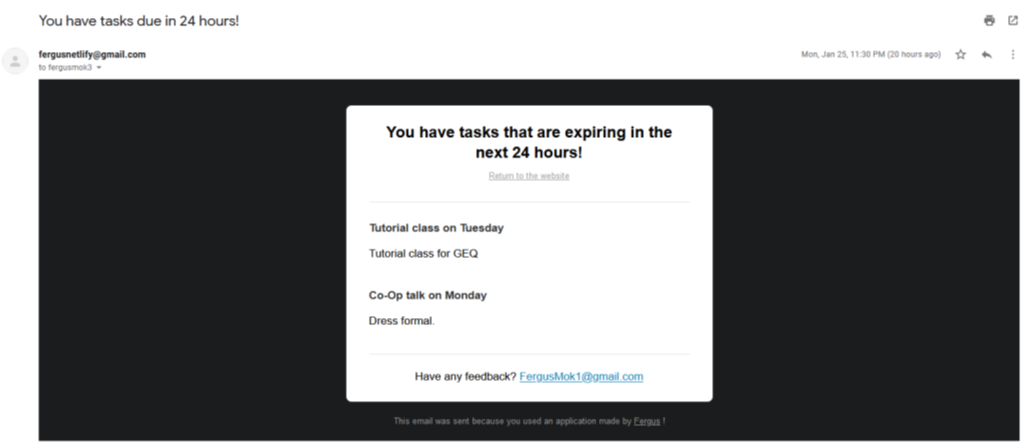 You have tasks due in 24 hours!
fergusnetlify@gmail.com
Mon, Jan 25, 11:30 PM (20 hours ago)
to fergusmok3
You have tasks that are expiring in the
next 24 hours!
Return to the website
Tutorial class on Tuesday
Tutorial class for GEQ
Co-Op talk on Monday
Dress formal.
Have any feedback? FergusMok1@gmail.com
This email was sent because you used an application made by Fergus !